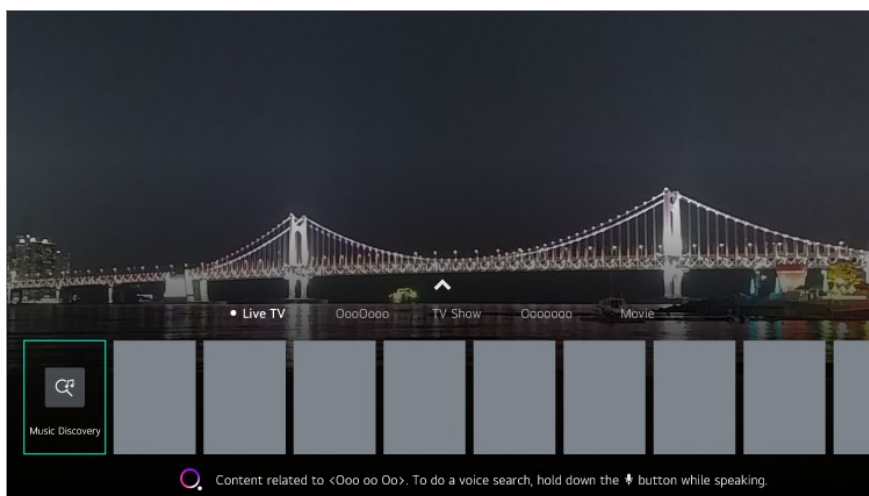 Live TV OooOooo TV Show Ooooooo Movie
Music Discovery
Content related to <Ooo oo Oo>. To do a voice search, hold down the button while speaking.